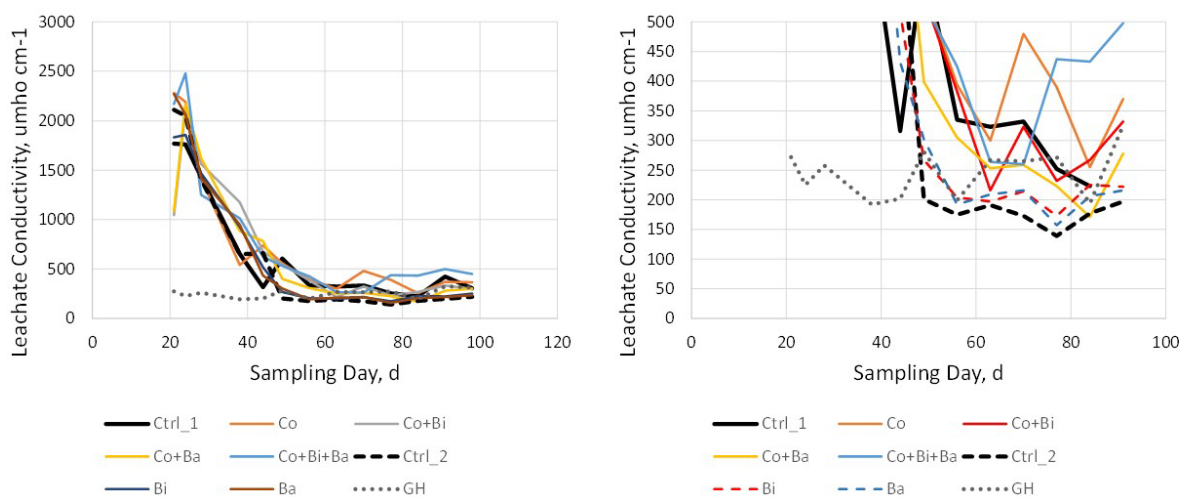 Leachate Conductivity, umho cm-1
3000
2500
2000
1500
1000
500
0
0 20 40 60 80 100 120
Sampling Day, d
Ctrl_1 Co Co+Bi
Co+Ba Co+Bi+Ba Ctrl_2
Bi Ba GH
Leachate Conductivity, umho cm-1
500
450
400
350
300
250
200
150
100
50
0
0 20 40 60 80 100
Sampling Day, d
Ctrl_1 Co Co+Bi
Co+Ba Co+Bi+Ba Ctrl_2
Bi Ba GH